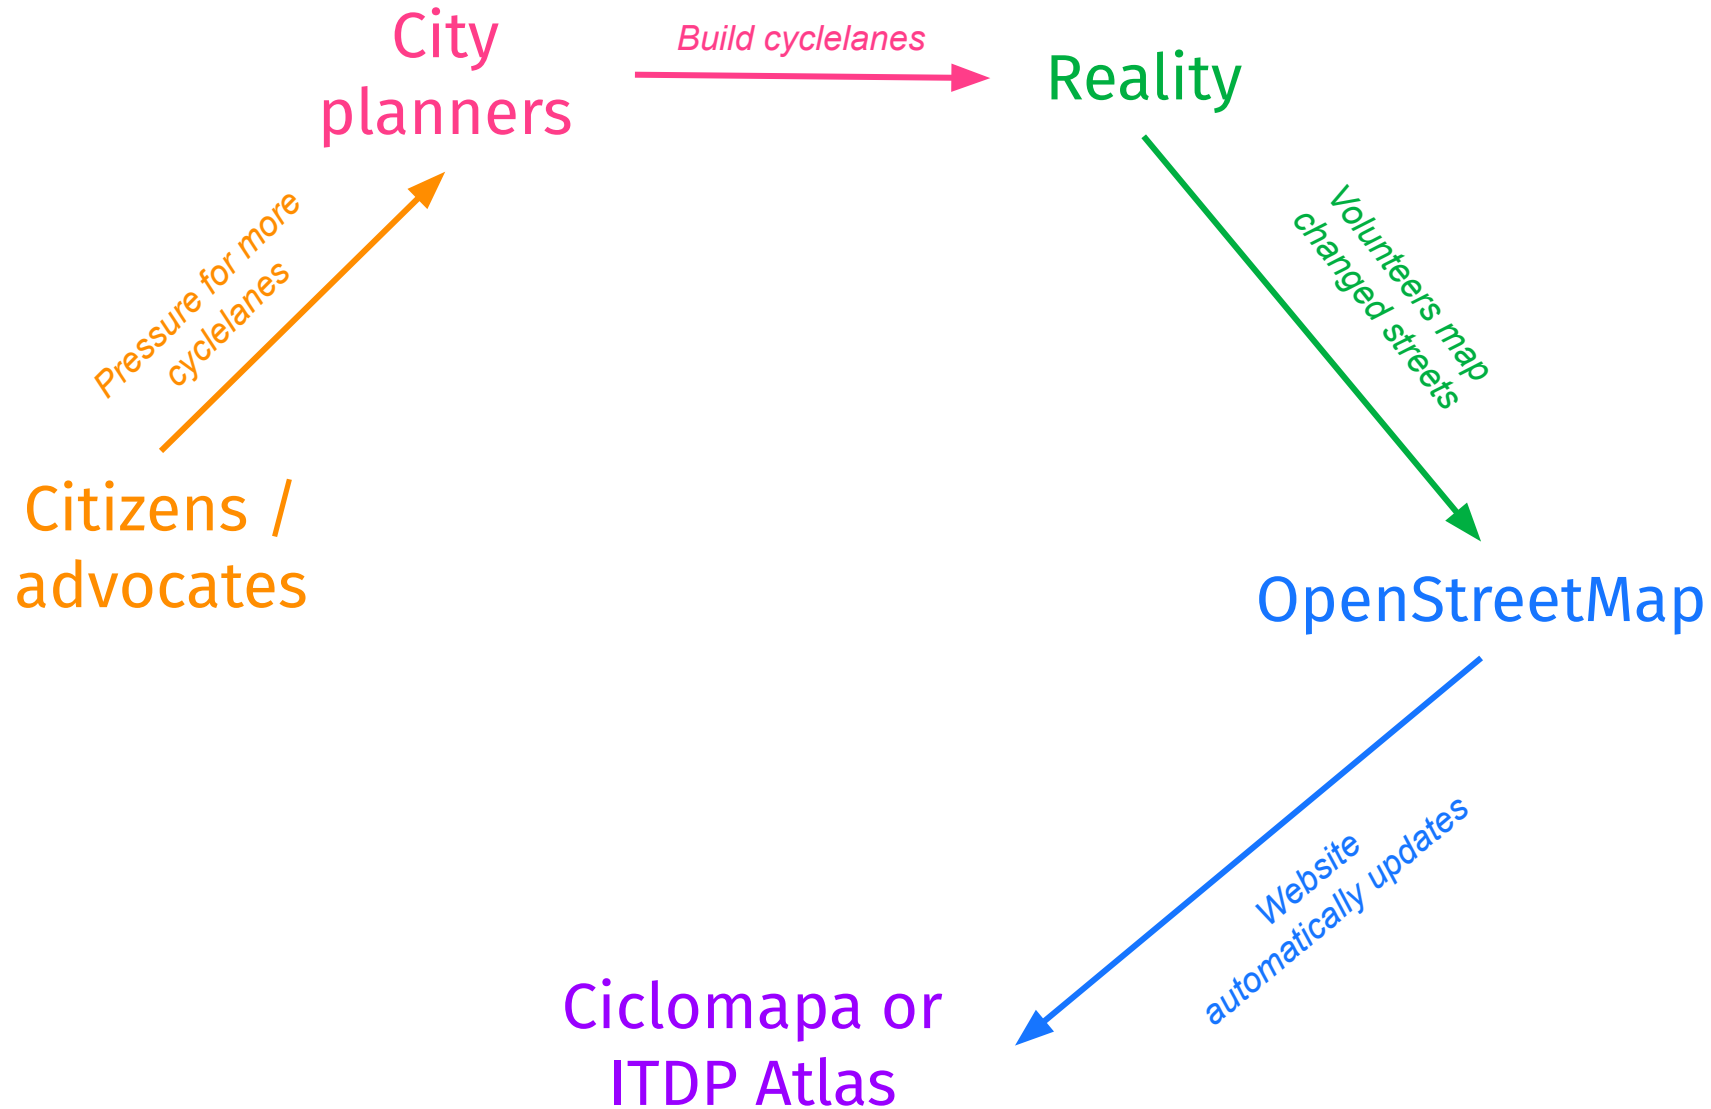 City
planners
Build cyclelanes
Reality
Pressure for more
cyclelanes
Volunteers map
changed streets
Citizens /
advocates
OpenStreetMap
Website
automatically updates
Ciclomapa or
ITDP Atlas